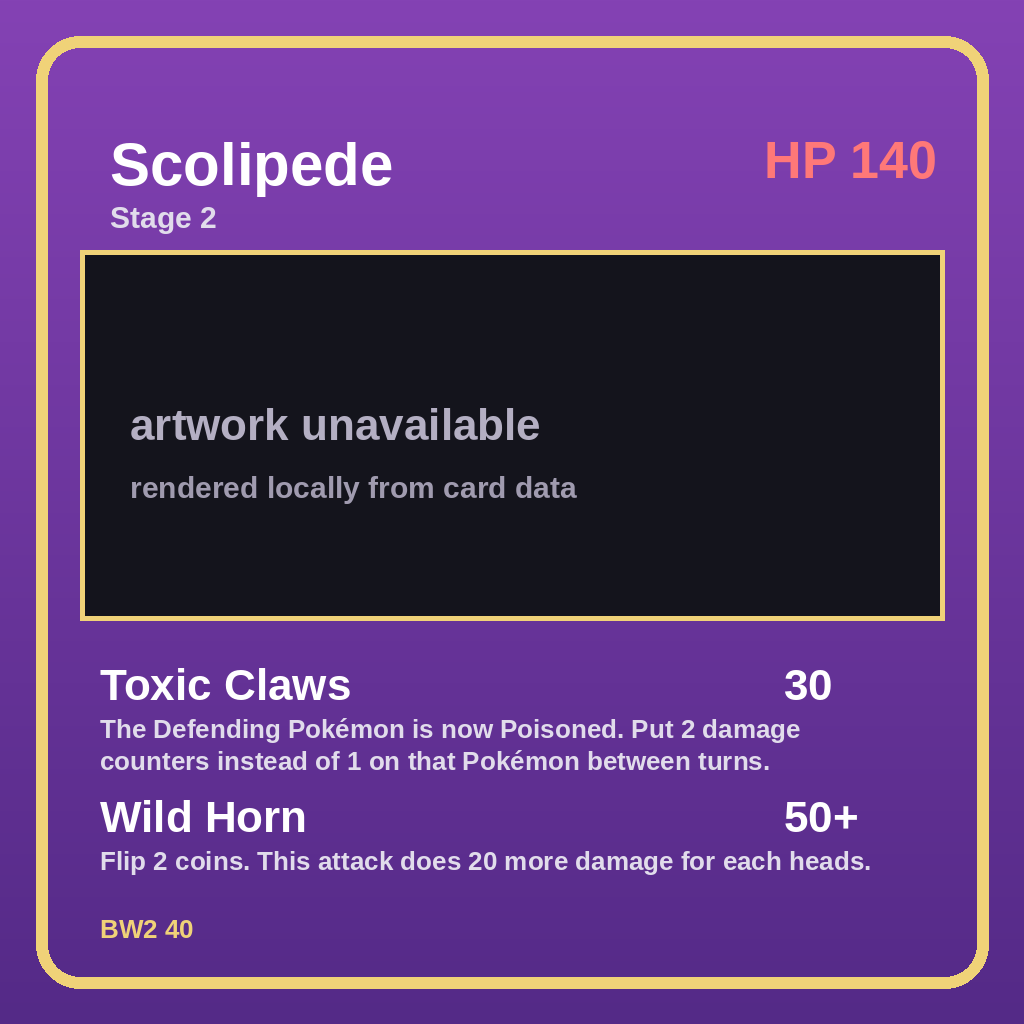 Scolipede
HP 140
Stage 2
artwork unavailable
rendered locally from card data
Toxic Claws 30
The Defending Pokémon is now Poisoned. Put 2 damage
counters instead of 1 on that Pokémon between turns.
Wild Horn 50+
Flip 2 coins. This attack does 20 more damage for each heads.
BW2 40